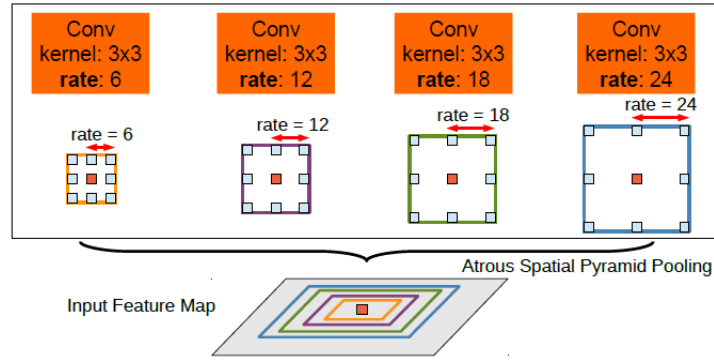 Conv
kernel: 3x3
rate: 6
Conv
kernel: 3x3
rate: 12
Conv
kernel: 3x3
rate: 18
Conv
kernel: 3x3
rate: 24
rate = 6
rate = 12
rate = 18
rate = 24
Atrous Spatial Pyramid Pooling
Input Feature Map